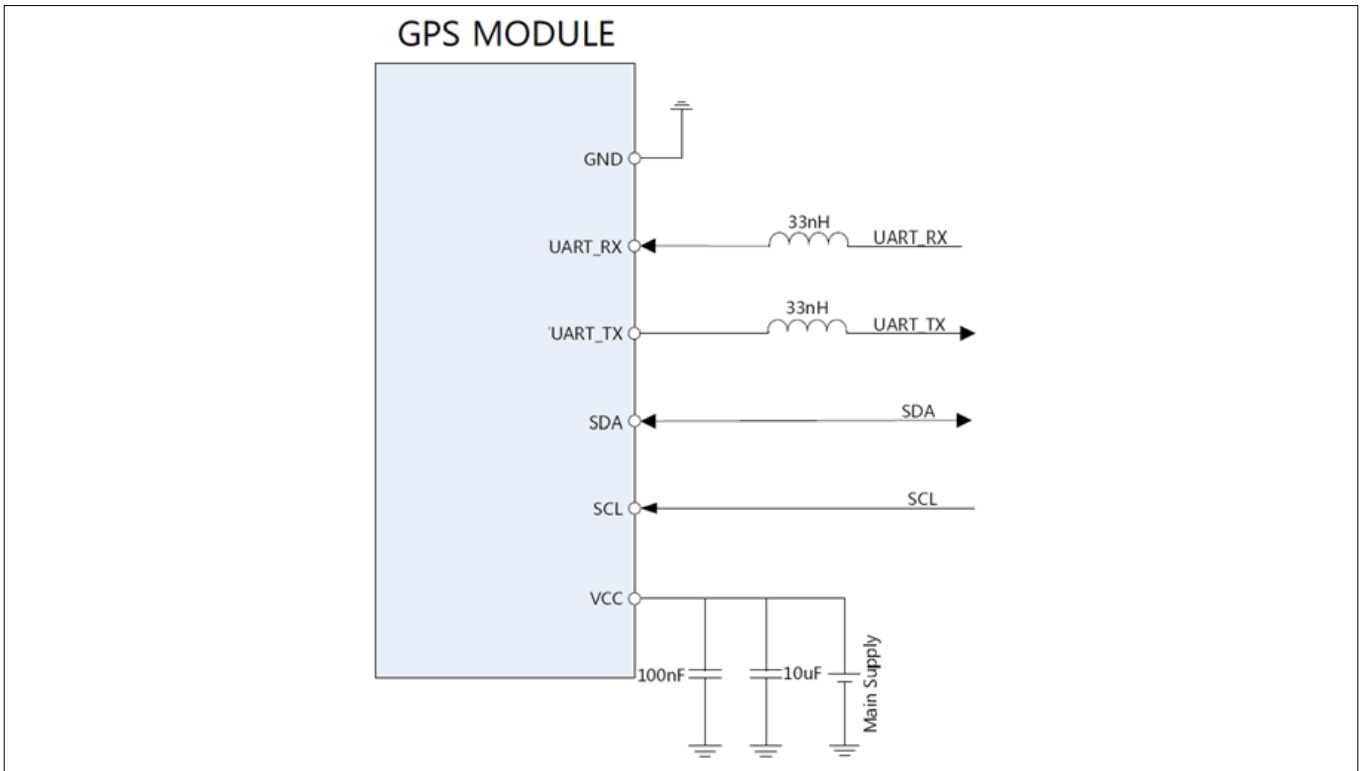 GPS MODULE
GND
33nH
UART_RX
UART_RX
33nH
UART_TX
'UART_TX
SDA
SDA
SCL
SCL
VCC
100nF
10uF
Main Supply